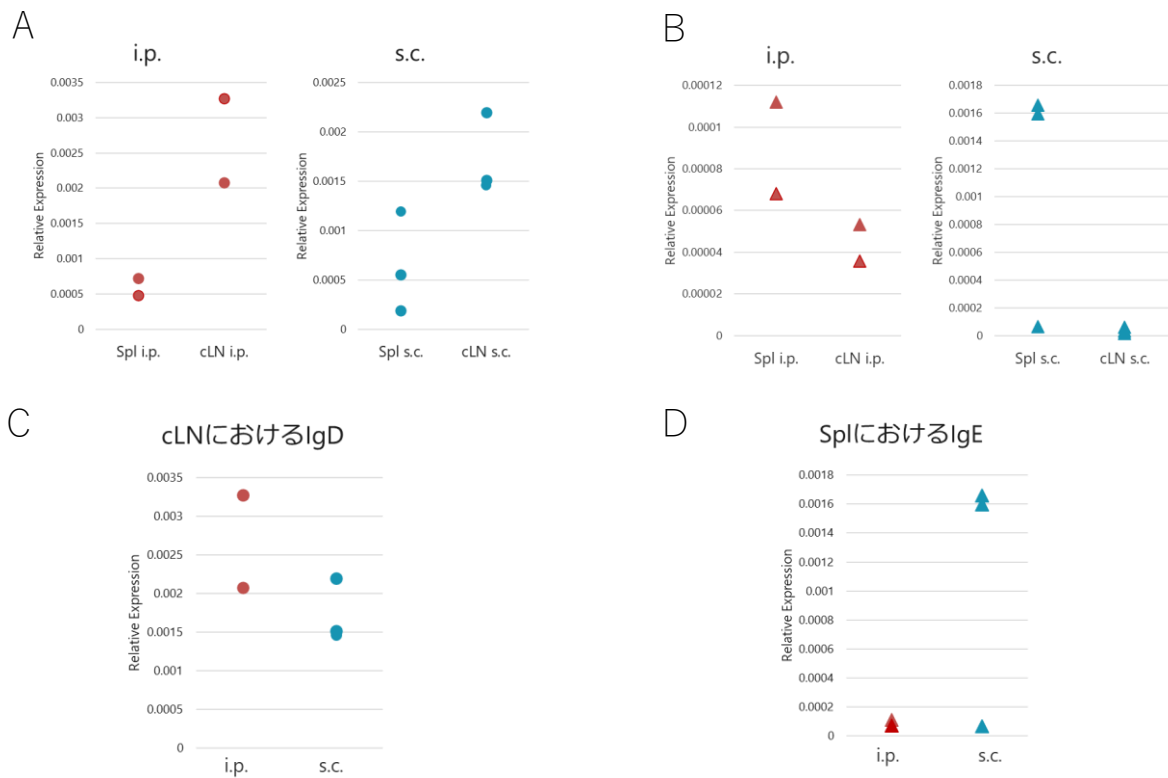 A
i.p.
Relative Expression
0.0035
0.003
0.0025
0.002
0.0015
0.001
0.0005
0
Spl i.p.
cLN i.p.
s.c.
0.0025
0.002
0.0015
0.001
0.0005
0
Spl s.c.
cLN s.c.
B
i.p.
Relative Expression
0.00012
0.0001
0.00008
0.00006
0.00004
0.00002
0
Spl i.p.
cLN i.p.
s.c.
Relative Expression
0.0018
0.0016
0.0014
0.0012
0.001
0.0008
0.0006
0.0004
0.0002
0
Spl s.c.
cLN s.c.
C
cLNにおけるIgD
Relative Expression
0.0035
0.003
0.0025
0.002
0.0015
0.001
0.0005
0
i.p.
s.c.
D
SplにおけるIgE
Relative Expression
0.0018
0.0016
0.0014
0.0012
0.001
0.0008
0.0006
0.0004
0.0002
0
i.p.
s.c.